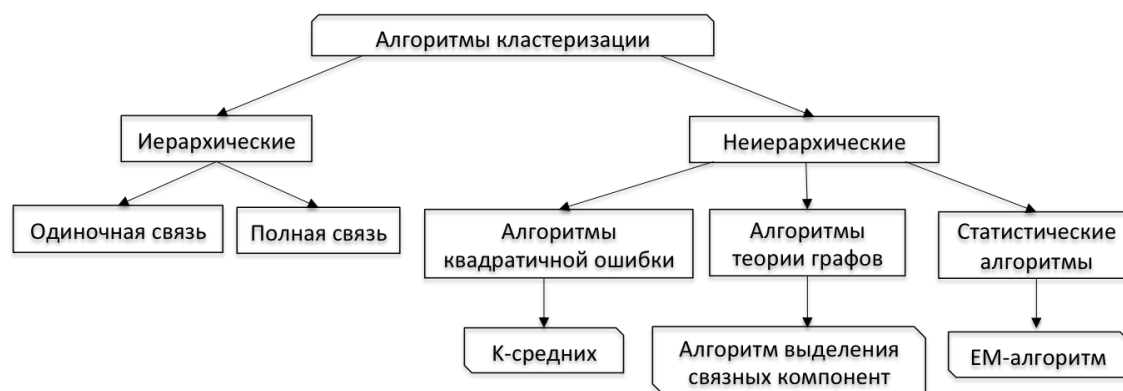 Алгоритмы кластеризации
Иерархические
Неиерархические
Одиночная связь
Полная связь
Алгоритмы
квадратичной ошибки
Алгоритмы
теории графов
Статистические
алгоритмы
К-средних
Алгоритм выделения
связных компонент
EM-алгоритм